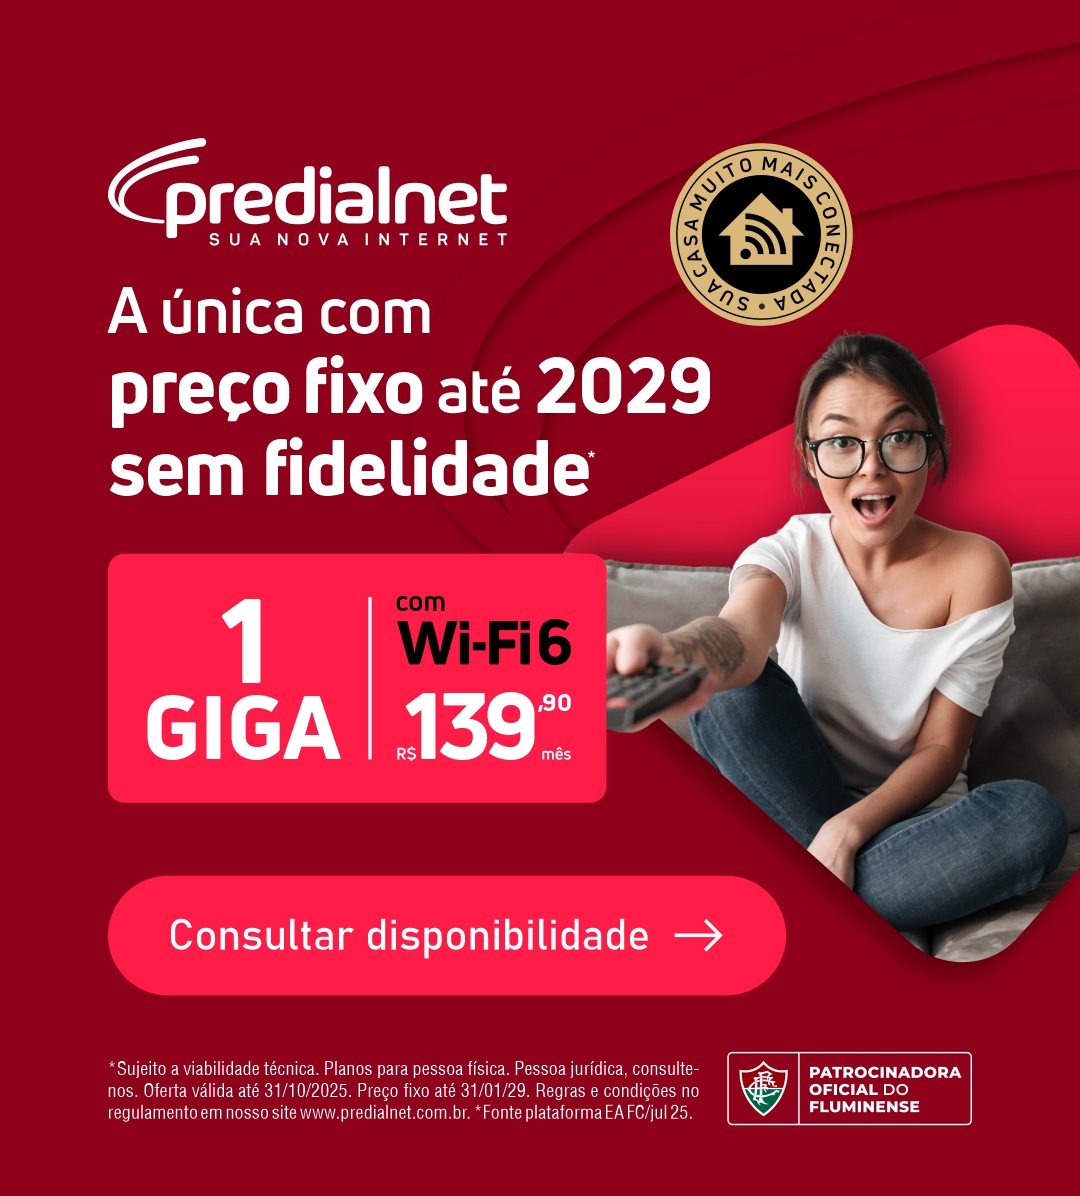 predialnet
SUA NOVA INTERNET
SUA CASA MUITO MAIS CONECTADA •
A única com
preço fixo até 2029
sem fidelidade*
1
GIGA
com
Wi-Fi 6
R$139,90 mês
Consultar disponibilidade →
*Sujeito a viabilidade técnica. Planos para pessoa física. Pessoa jurídica, consulte-
nos. Oferta válida até 31/10/2025. Preço fixo até 31/01/29. Regras e condições no
regulamento em nosso site www.predialnet.com.br. *Fonte plataforma EAFC/jul 25.
PATROCINADORA
OFICIAL DO
FLUMINENSE